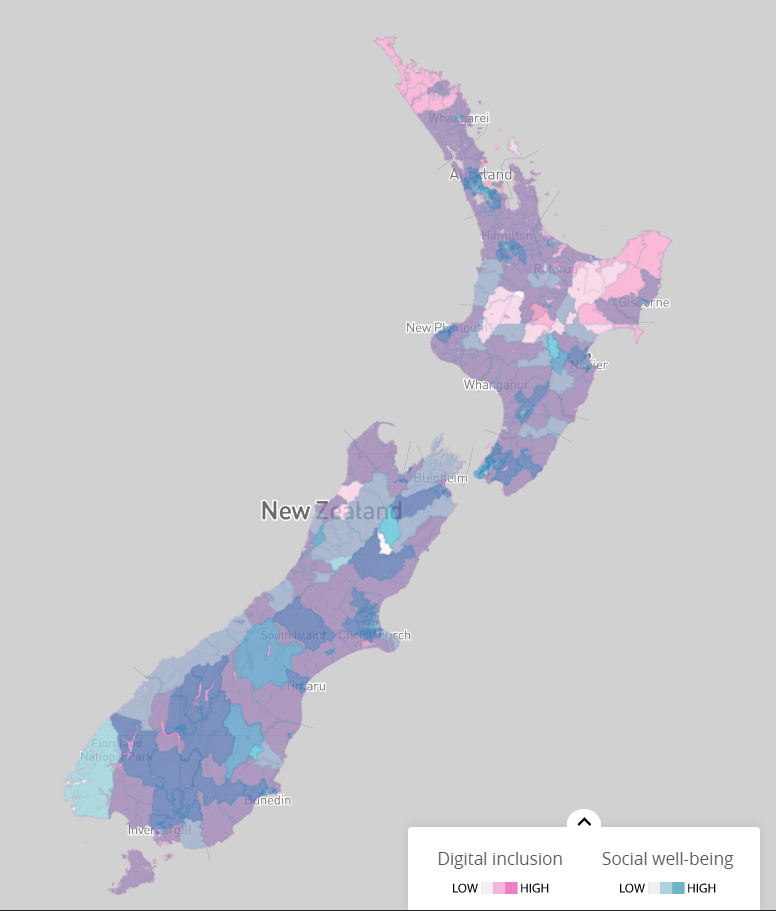 Whangarei
Auckland
Hamilton
Rotorua
Gisborne
New Plymouth
Napier
Whanganui
Blenheim
New Zealand
South Island
Christchurch
Timaru
Fiordland
National Park
Dunedin
Invercargill
Digital inclusion
Social well-being
LOW HIGH
LOW HIGH